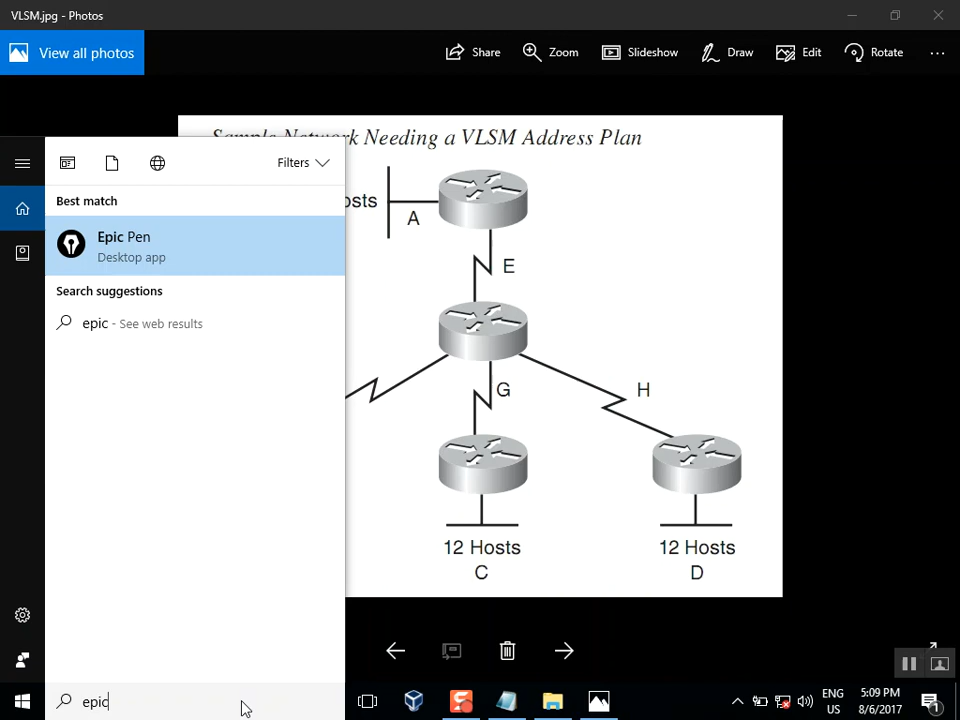 VLSM.jpg - Photos
View all photos
Share
Zoom
Slideshow
Draw
Edit
Rotate
Sample Network Needing a VLSM Address Plan
Filters
Best match
Epic Pen
Desktop app
Search suggestions
epic - See web results
A
E
G
H
12 Hosts
C
12 Hosts
D
epic
ENG
US
5:09 PM
8/6/2017
1